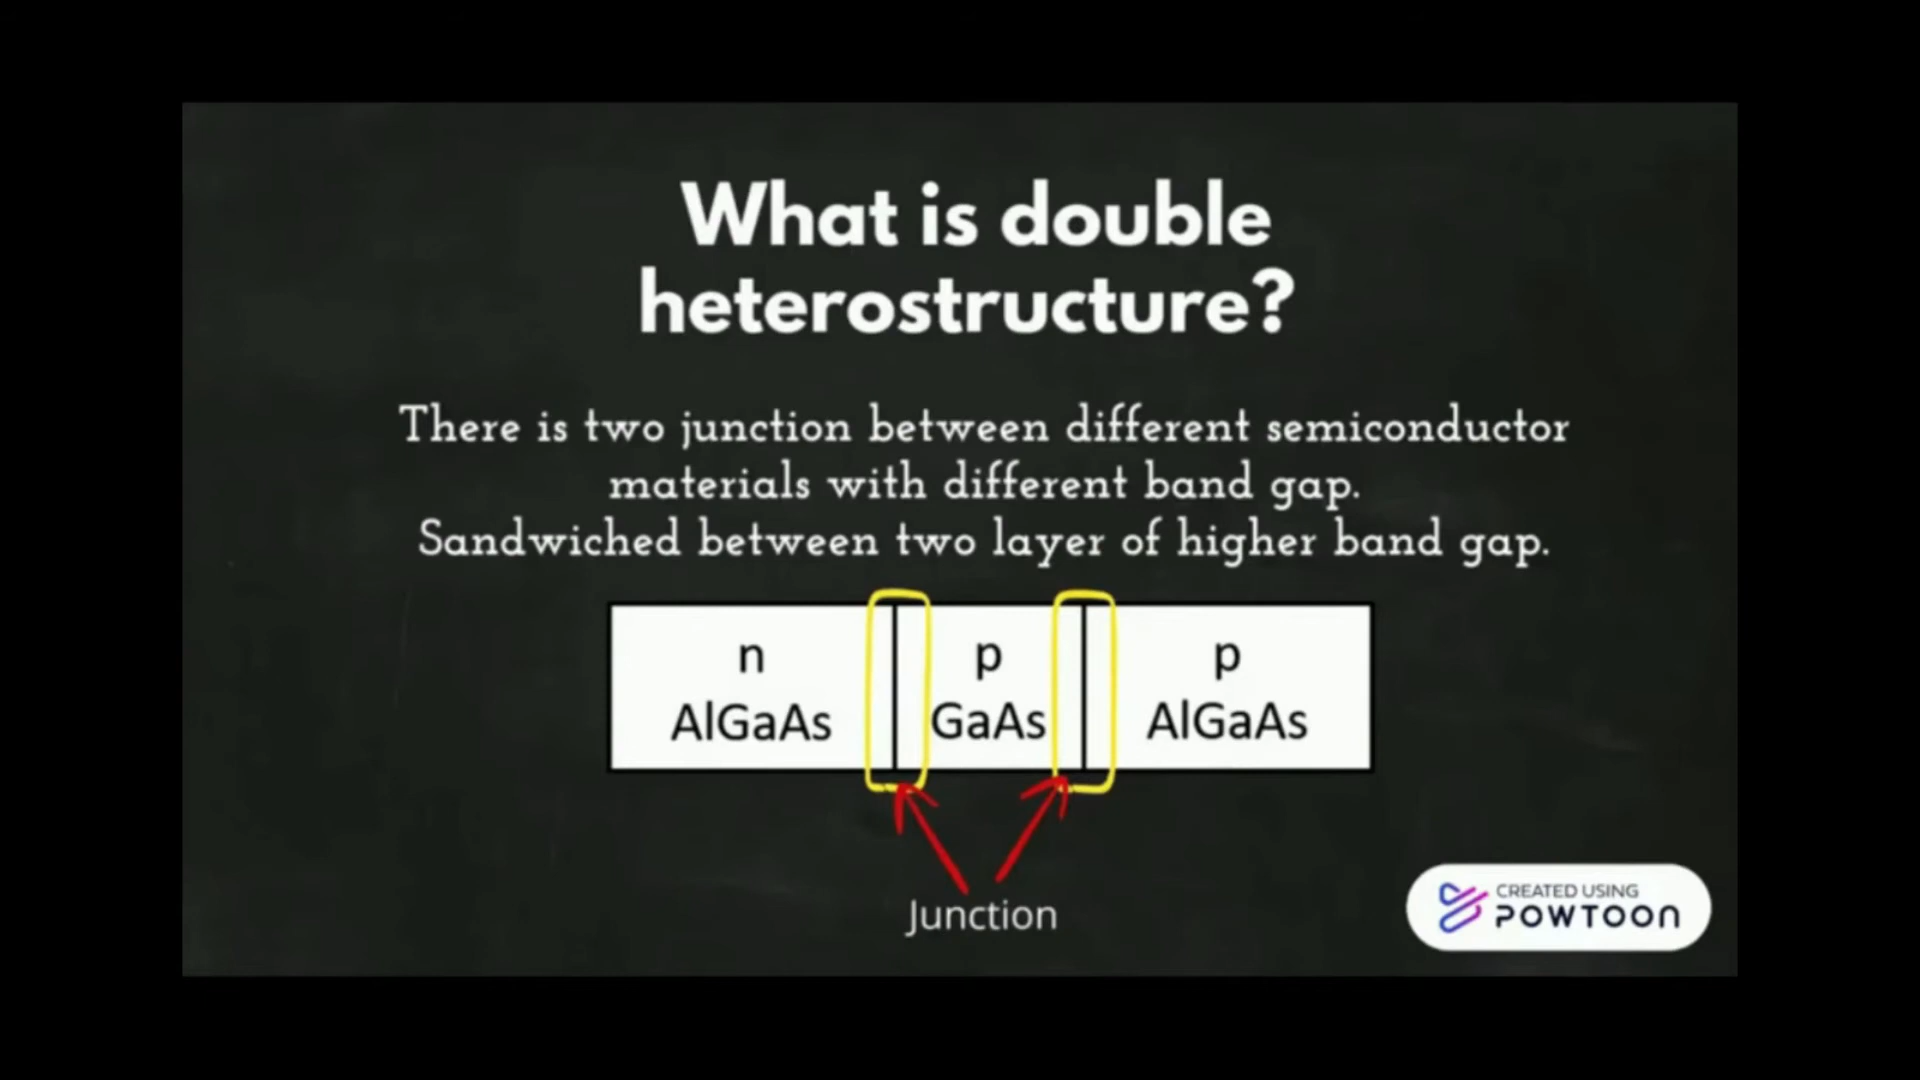 What is double
heterostructure?
There is two junction between different semiconductor
materials with different band gap.
Sandwiched between two layer of higher band gap.
n
AlGaAs
p
GaAs
p
AlGaAs
Junction
CREATED USING
POWTOON